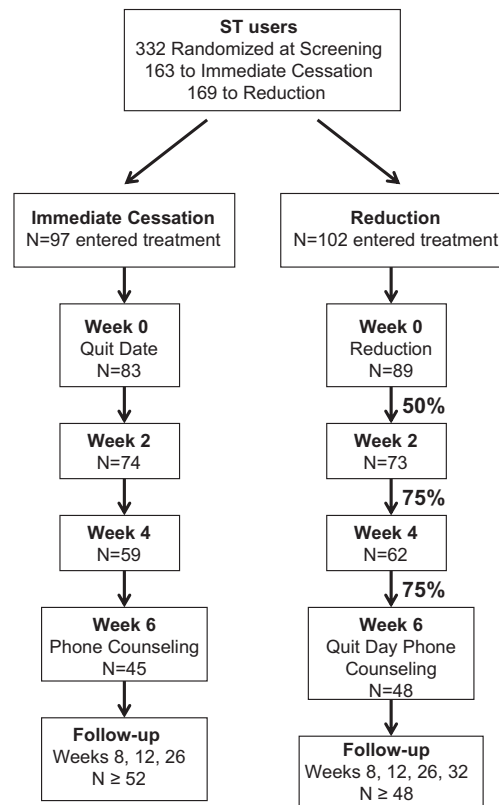 ST users
332 Randomized at Screening
163 to Immediate Cessation
169 to Reduction
Immediate Cessation
N=97 entered treatment
Week 0
Quit Date
N=83
Week 2
N=74
Week 4
N=59
Week 6
Phone Counseling
N=45
Follow-up
Weeks 8, 12, 26
N ≥ 52
Reduction
N=102 entered treatment
Week 0
Reduction
N=89
50%
Week 2
N=73
75%
Week 4
N=62
75%
Week 6
Quit Day Phone
Counseling
N=48
Follow-up
Weeks 8, 12, 26, 32
N ≥ 48